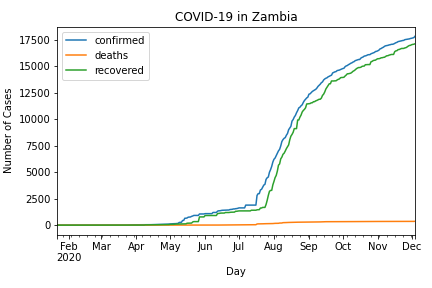 COVID-19 in Zambia
confirmed
deaths
recovered
17500
15000
12500
10000
7500
5000
2500
0
Number of Cases
Feb Mar Apr May Jun Jul Aug Sep Oct Nov Dec
2020
Day